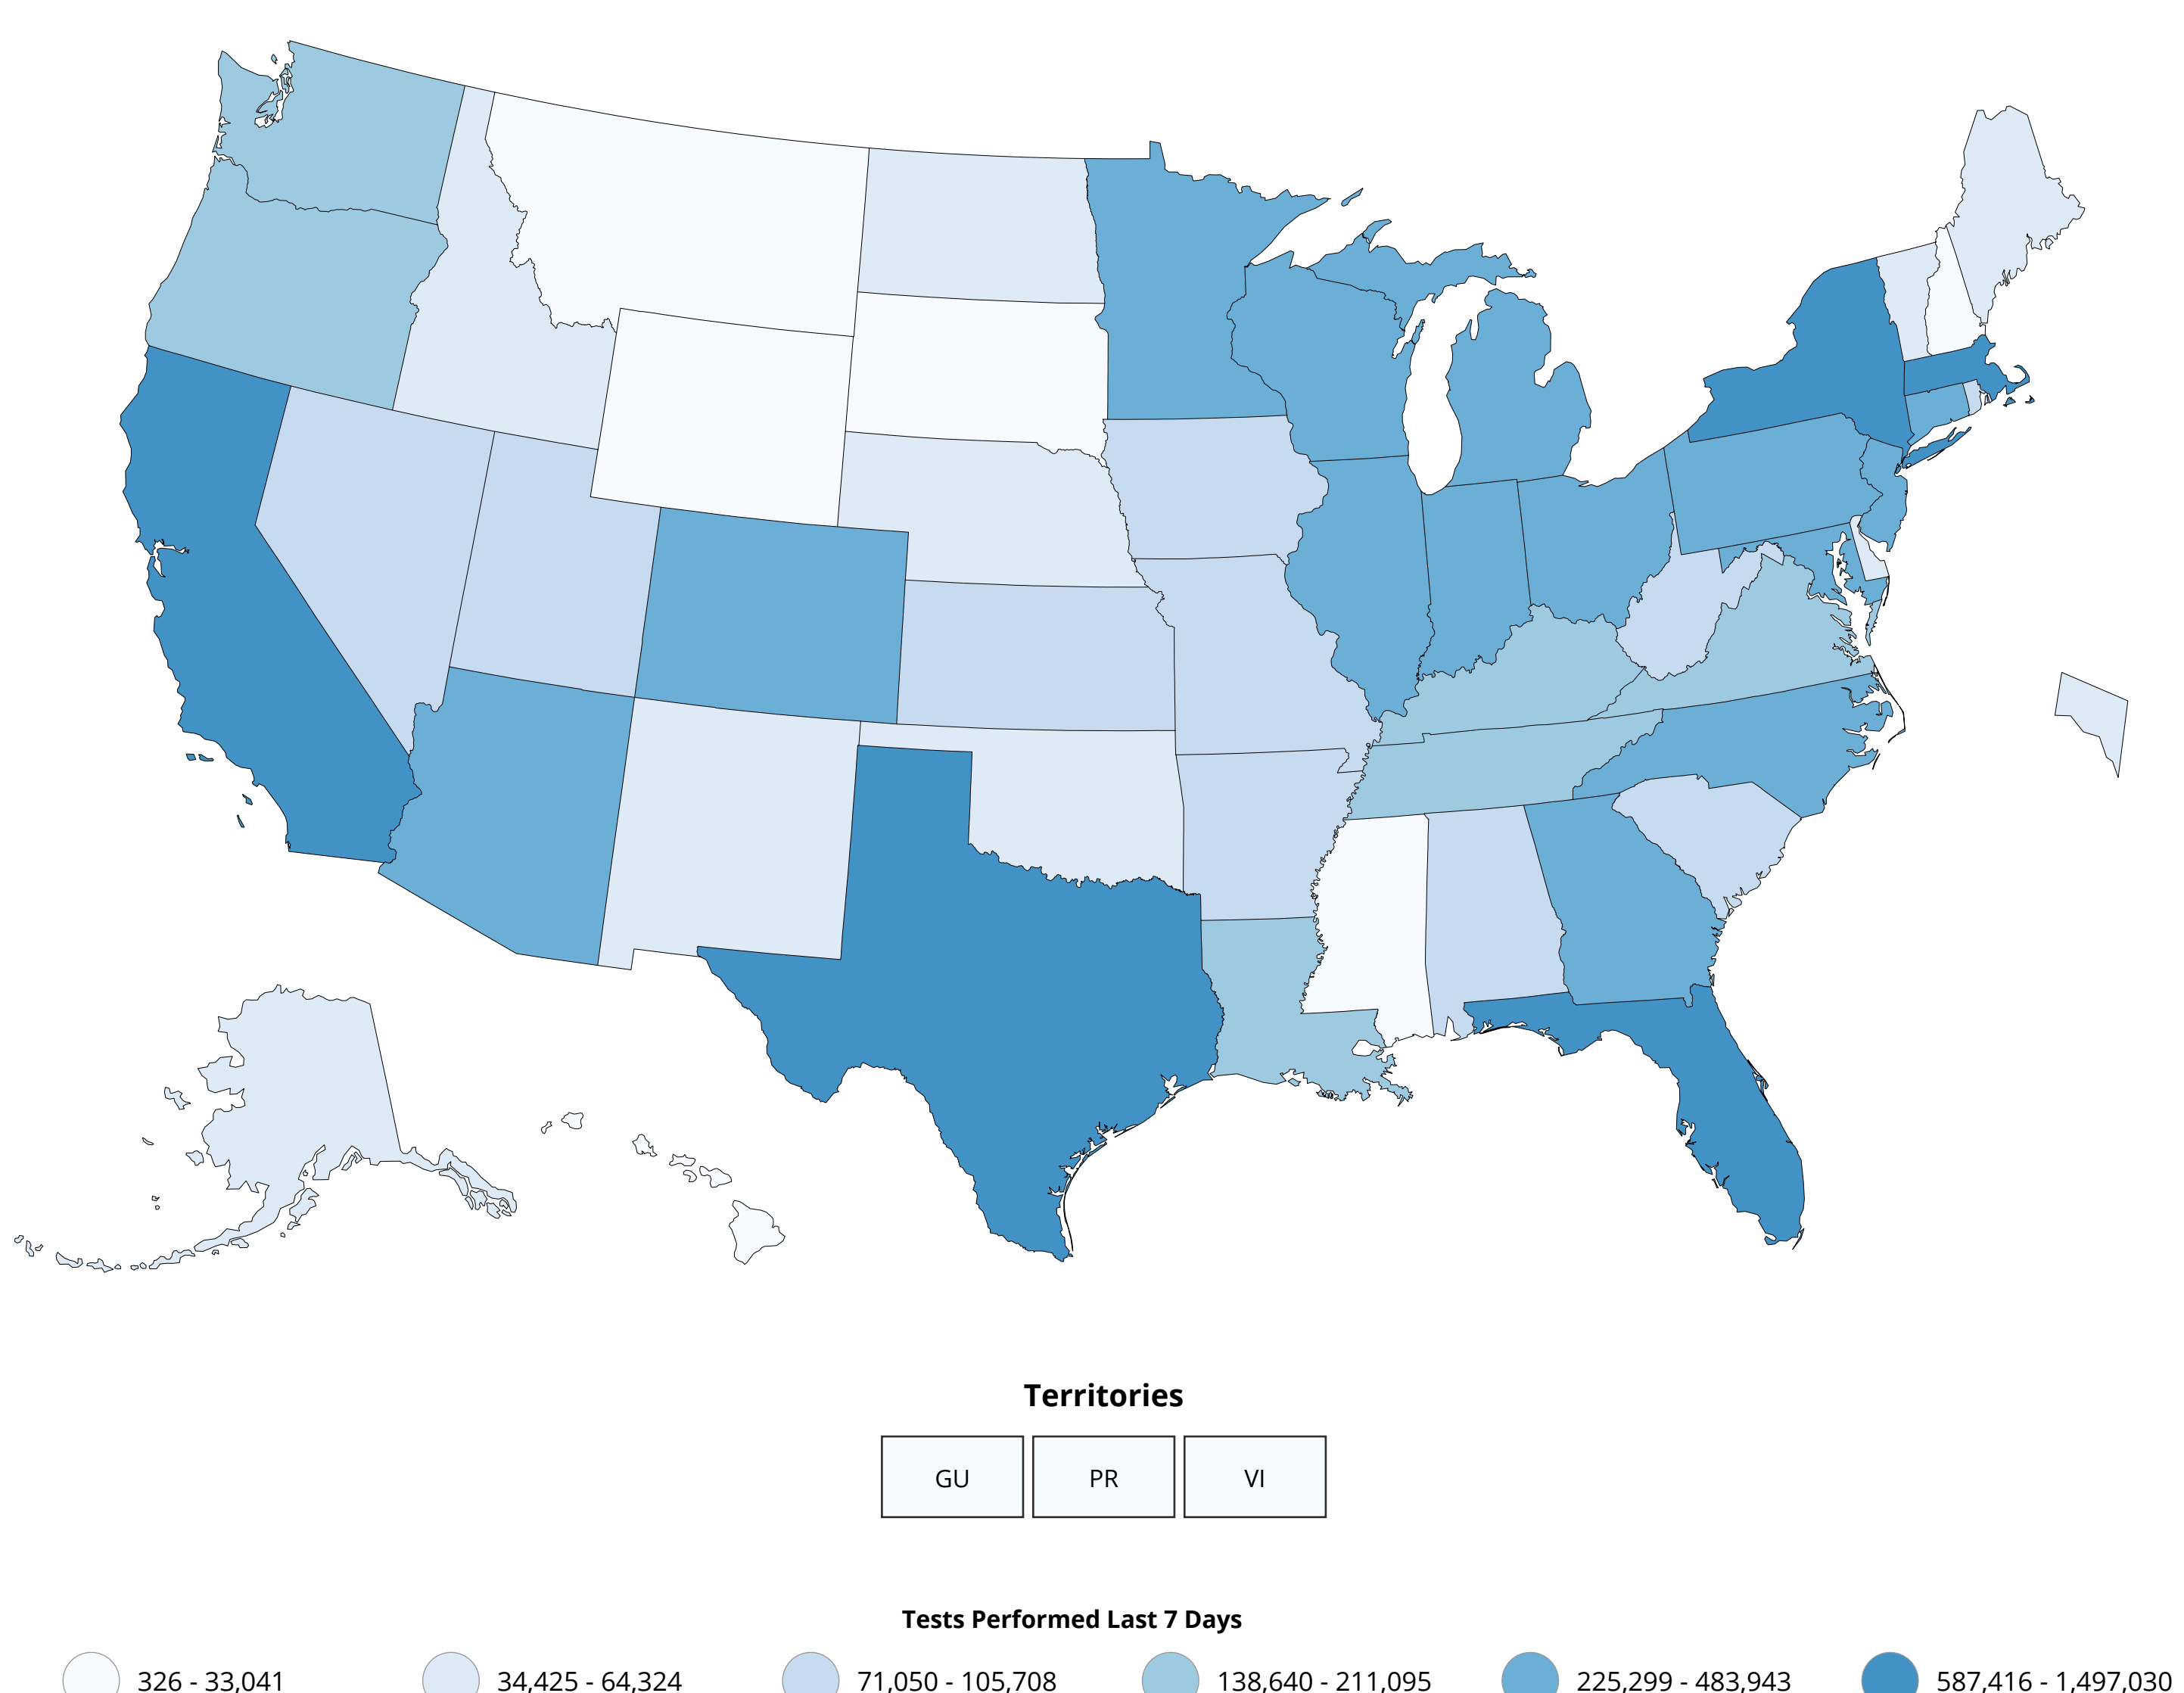 Territories
GU PR VI
Tests Performed Last 7 Days
326 - 33,041 34,425 - 64,324 71,050 - 105,708 138,640 - 211,095 225,299 - 483,943 587,416 - 1,497,030